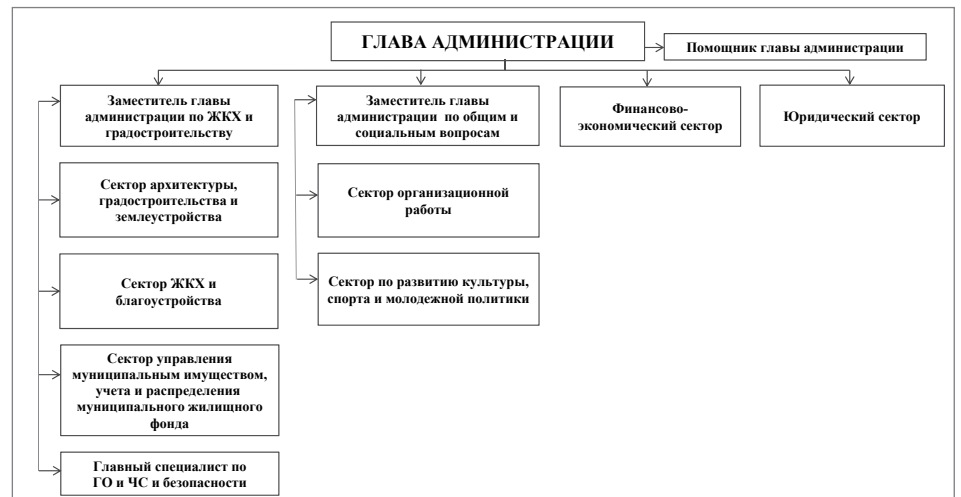 ГЛАВА АДМИНИСТРАЦИИ
Помощник главы администрации
Заместитель главы
администрации по ЖКХ и
градостроительству
Заместитель главы
администрации по общим и
социальным вопросам
Финансово-
экономический сектор
Юридический сектор
Сектор архитектуры,
градостроительства и
землеустройства
Сектор организационной
работы
Сектор ЖКХ и
благоустройства
Сектор по развитию культуры,
спорта и молодежной политики
Сектор управления
муниципальным имуществом,
учета и распределения
муниципального жилищного
фонда
Главный специалист по
ГО и ЧС и безопасности